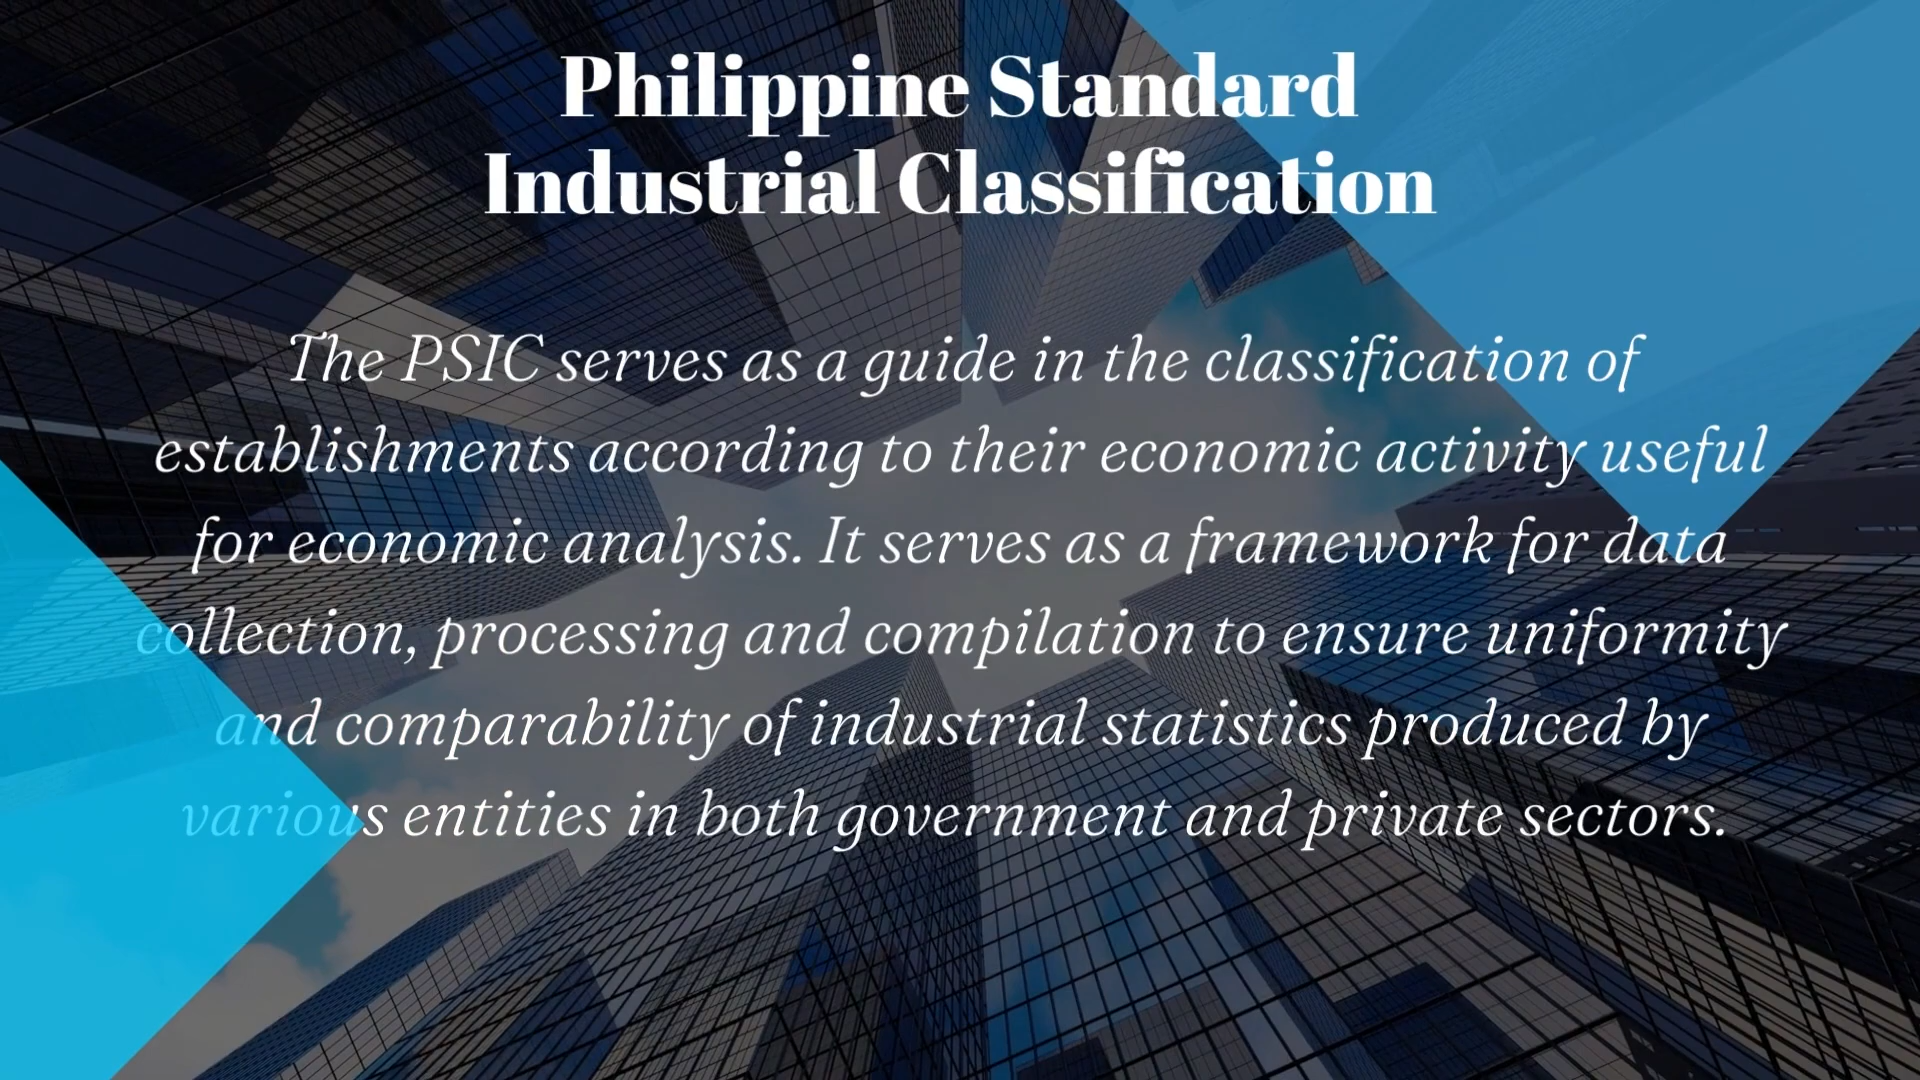 Philippine Standard
Industrial Classification
The PSIC serves as a guide in the classification of
establishments according to their economic activity useful
for economic analysis. It serves as a framework for data
collection, processing and compilation to ensure uniformity
and comparability of industrial statistics produced by
various entities in both government and private sectors.